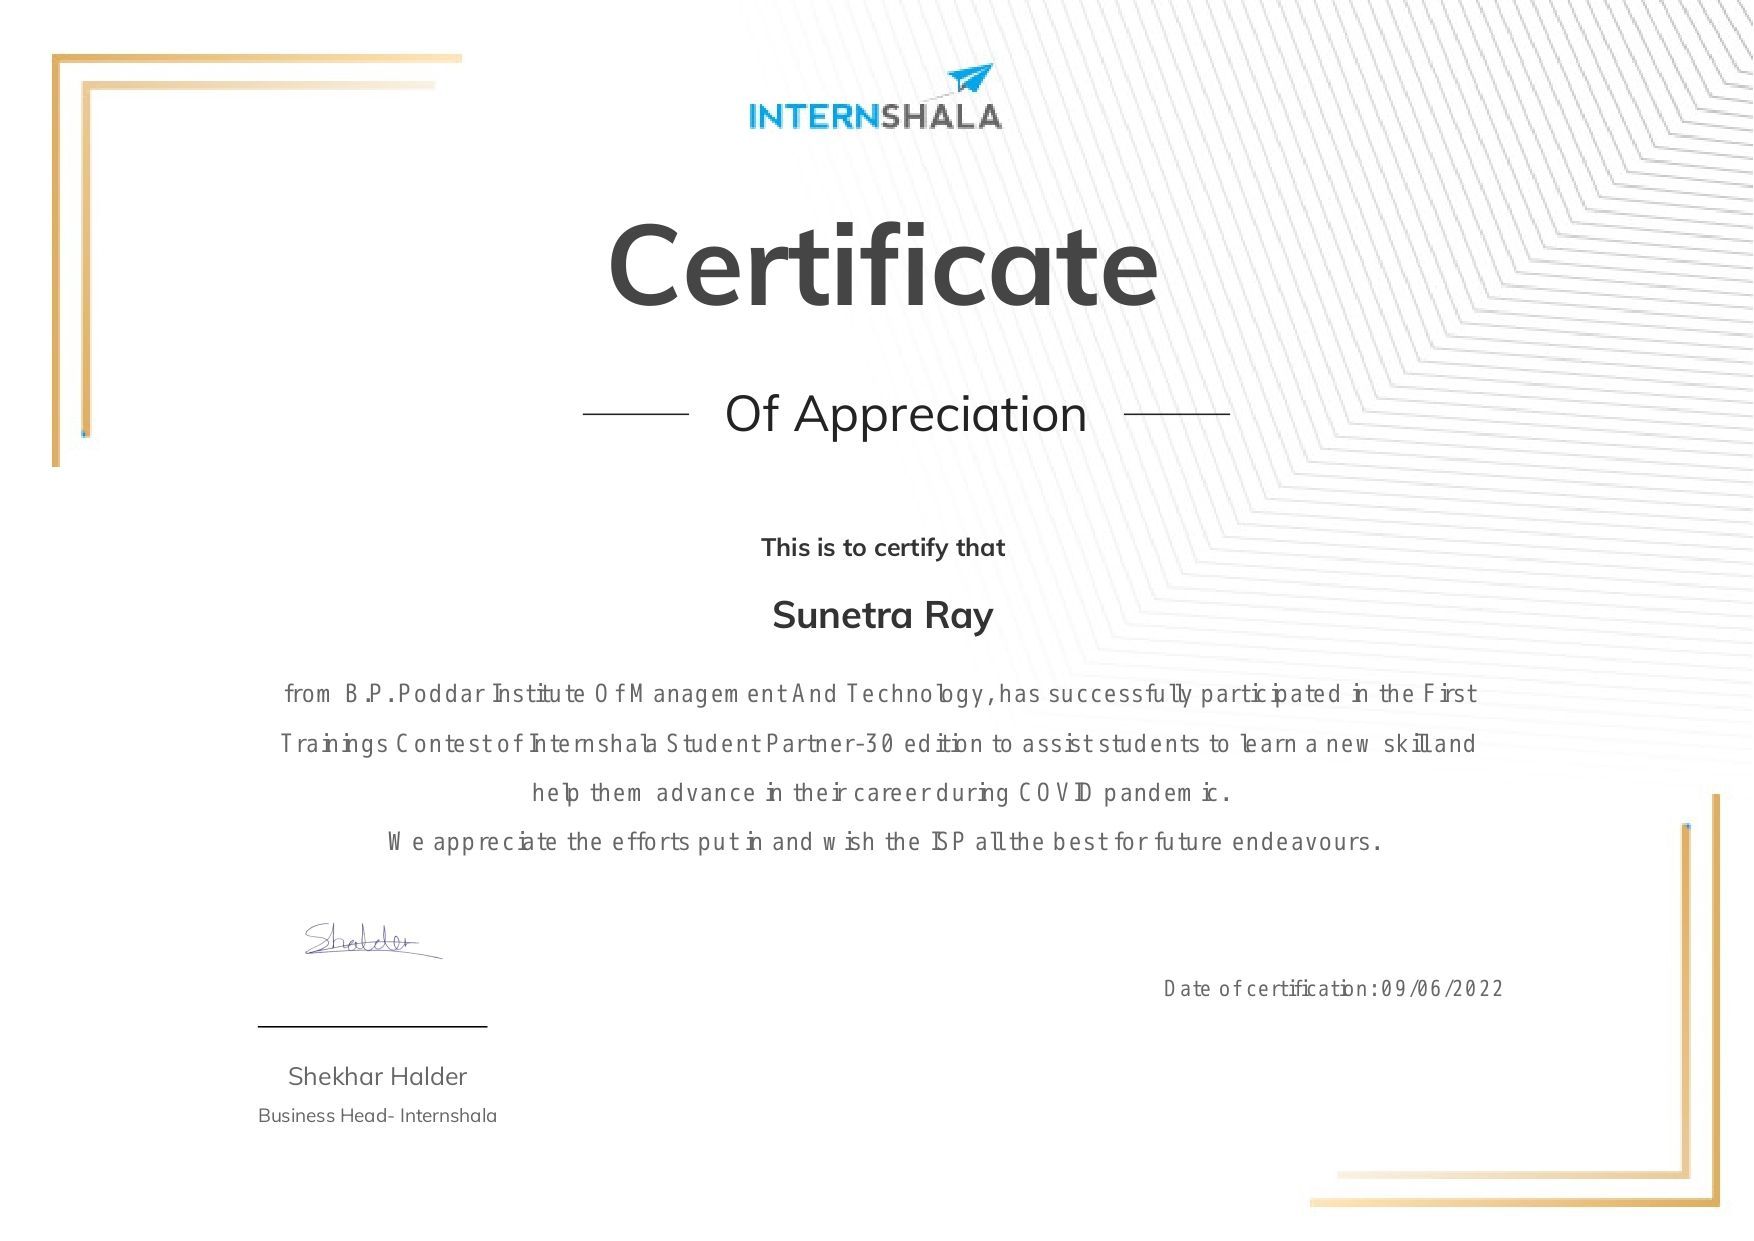 INTERNSHALA
Certificate
Of Appreciation
This is to certify that
Sunetra Ray
from B.P.Poddar Institute Of Management And Technology, has successfully participated in the First
Trainings Contest of Internshala Student Partner-30 edition to assist students to learn a new skill and
help them advance in their career during COVID pandemic.
We appreciate the efforts put in and wish the ISP all the best for future endeavours.
Shalder
Date of certification: 09/06/2022
Shekhar Halder
Business Head- Internshala